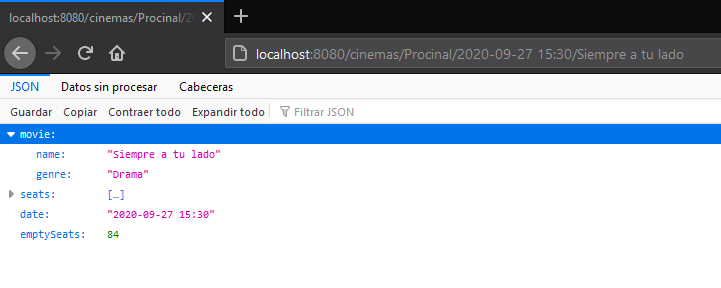 localhost:8080/cinemas/Procinal/20
localhost:8080/cinemas/Procinal/2020-09-27 15:30/Siempre a tu lado
JSON Datos sin procesar Cabeceras
Guardar Copiar Contraer todo Expandir todo Filtrar JSON
movie:
name: "Siempre a tu lado"
genre: "Drama"
seats: […]
date: "2020-09-27 15:30"
emptySeats: 84